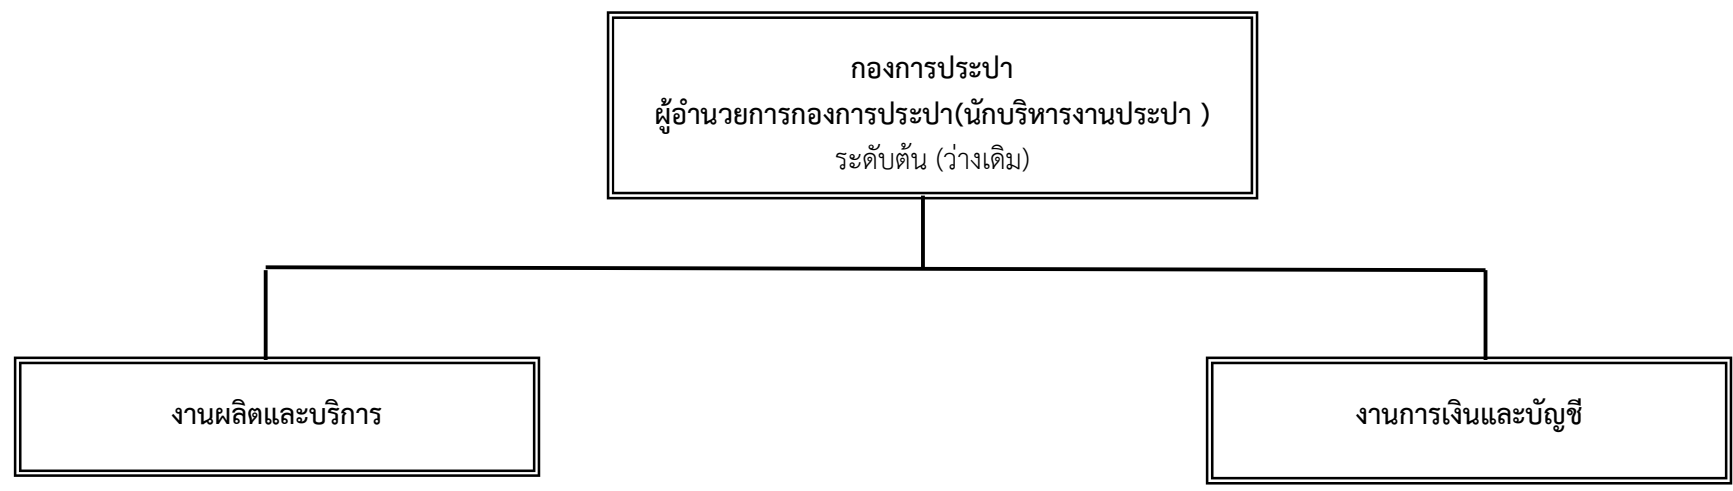 กองการประปา
ผู้อำนวยการกองการประปา(นักบริหารงานประปา )
ระดับต้น (ว่างเดิม)
งานผลิตและบริการ
งานการเงินและบัญชี